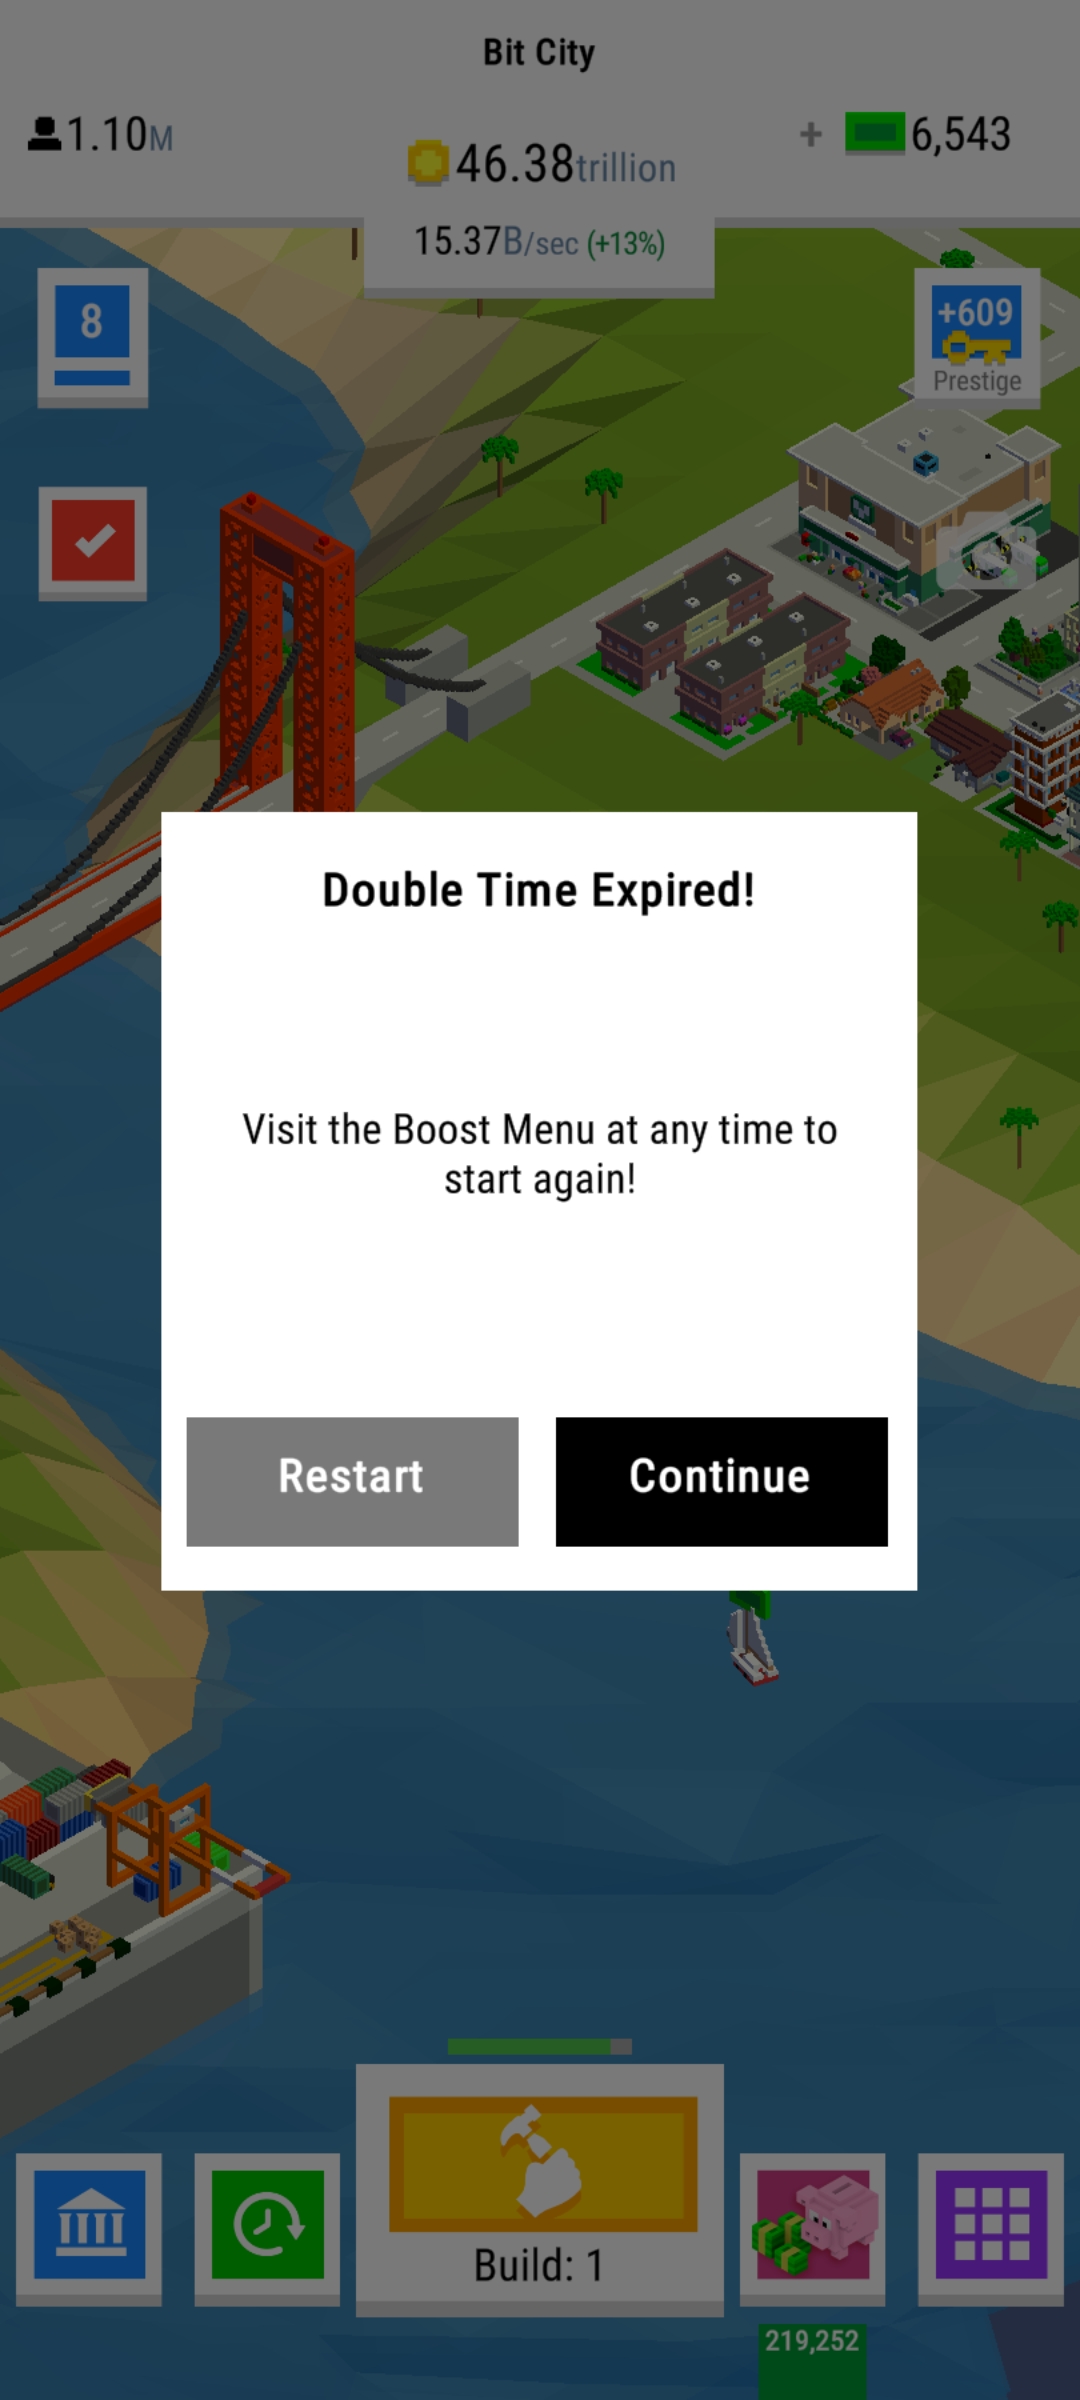 Bit City
1.10M
46.38trillion
+ 6,543
15.37B/sec (+13%)
8
+609
Prestige
Double Time Expired!
Visit the Boost Menu at any time to
start again!
Restart
Continue
Build: 1
219,252